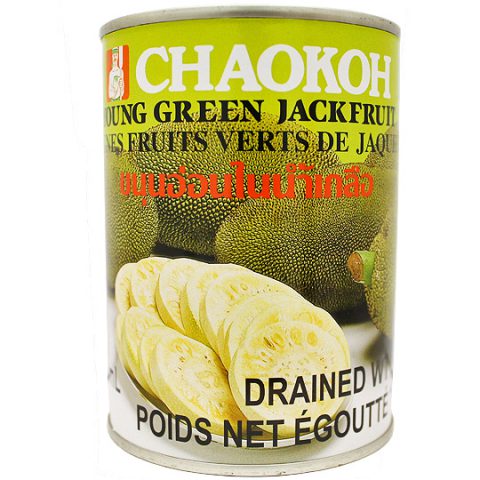 CHAOKOH
OUNG GREEN JACKFRUIT
NES FRUITS VERTS DE JAQUE
ขนุนอ่อนในน้ำเกลือ
L
DRAINED W
POIDS NET ÉGOUTTÉ